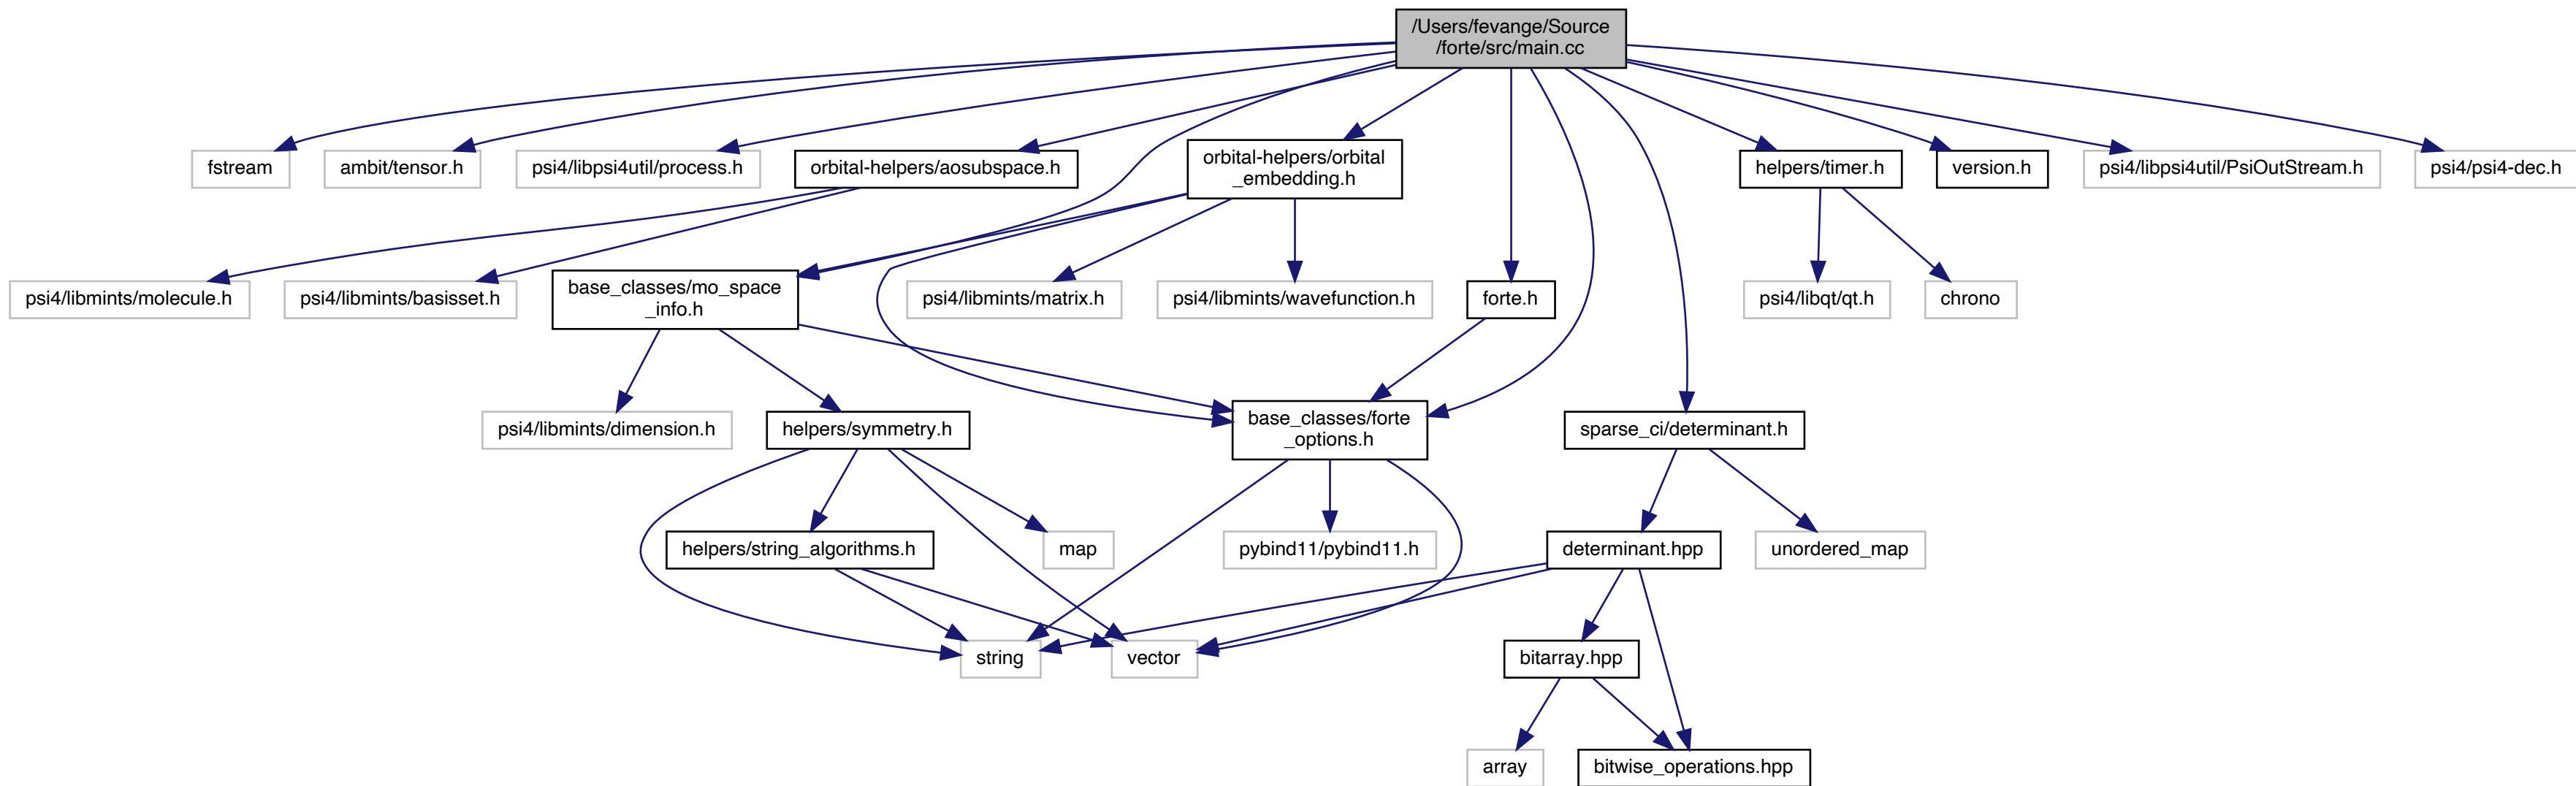 /Users/fevange/Source
/forte/src/main.cc
fstream
ambit/tensor.h
psi4/libpsi4util/process.h
orbital-helpers/aosubspace.h
orbital-helpers/orbital
_embedding.h
helpers/timer.h
version.h
psi4/libpsi4util/PsiOutStream.h
psi4/psi4-dec.h
psi4/libmints/molecule.h
psi4/libmints/basisset.h
base_classes/mo_space
_info.h
psi4/libmints/matrix.h
psi4/libmints/wavefunction.h
forte.h
psi4/libqt/qt.h
chrono
psi4/libmints/dimension.h
helpers/symmetry.h
base_classes/forte
_options.h
sparse_ci/determinant.h
helpers/string_algorithms.h
map
pybind11/pybind11.h
determinant.hpp
unordered_map
string
vector
bitarray.hpp
array
bitwise_operations.hpp